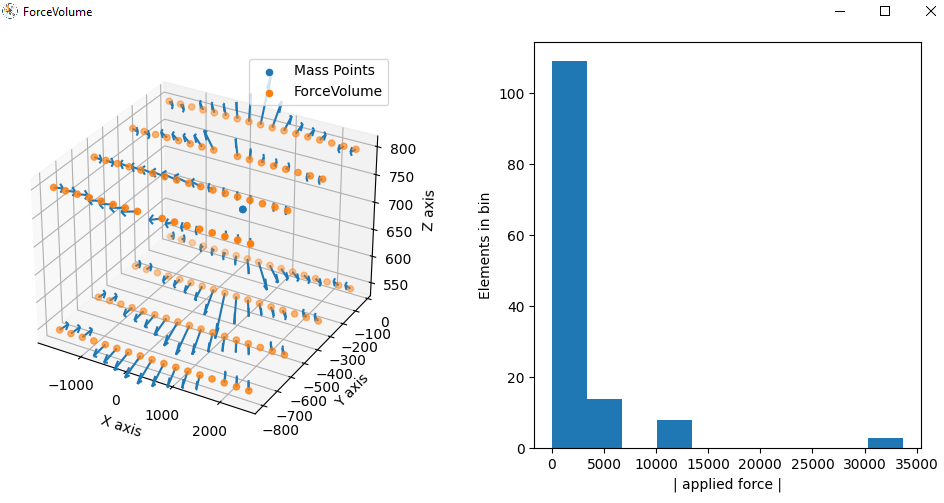 ForceVolume
Mass Points
ForceVolume
800
750
700
650
600
550
Z axis
0
−100
−200
−300
−400
−500
−600
−700
−800
Y axis
−1000
0
1000
2000
X axis
100
80
60
40
20
0
Elements in bin
0 5000 10000 15000 20000 25000 30000 35000
| applied force |